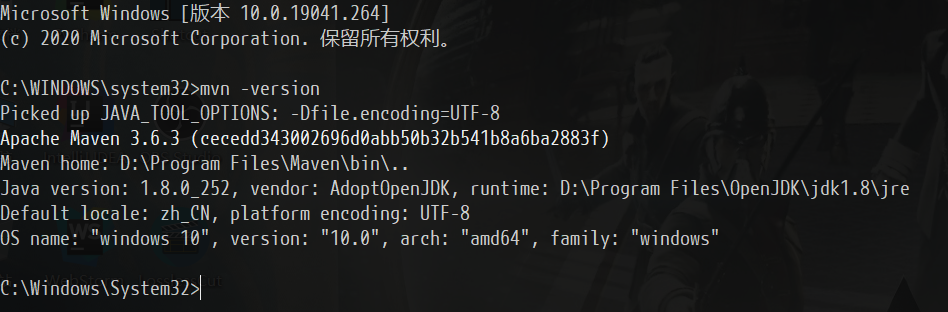 Microsoft Windows [版本 10.0.19041.264]
(c) 2020 Microsoft Corporation. 保留所有权利。
C:\WINDOWS\system32>mvn -version
Picked up JAVA_TOOL_OPTIONS: -Dfile.encoding=UTF-8
Apache Maven 3.6.3 (cecedd343002696d0abb50b32b541b8a6ba2883f)
Maven home: D:\Program Files\Maven\bin\..
Java version: 1.8.0_252, vendor: AdoptOpenJDK, runtime: D:\Program Files\OpenJDK\jdk1.8\jre
Default locale: zh_CN, platform encoding: UTF-8
OS name: "windows 10", version: "10.0", arch: "amd64", family: "windows"
C:\Windows\System32>